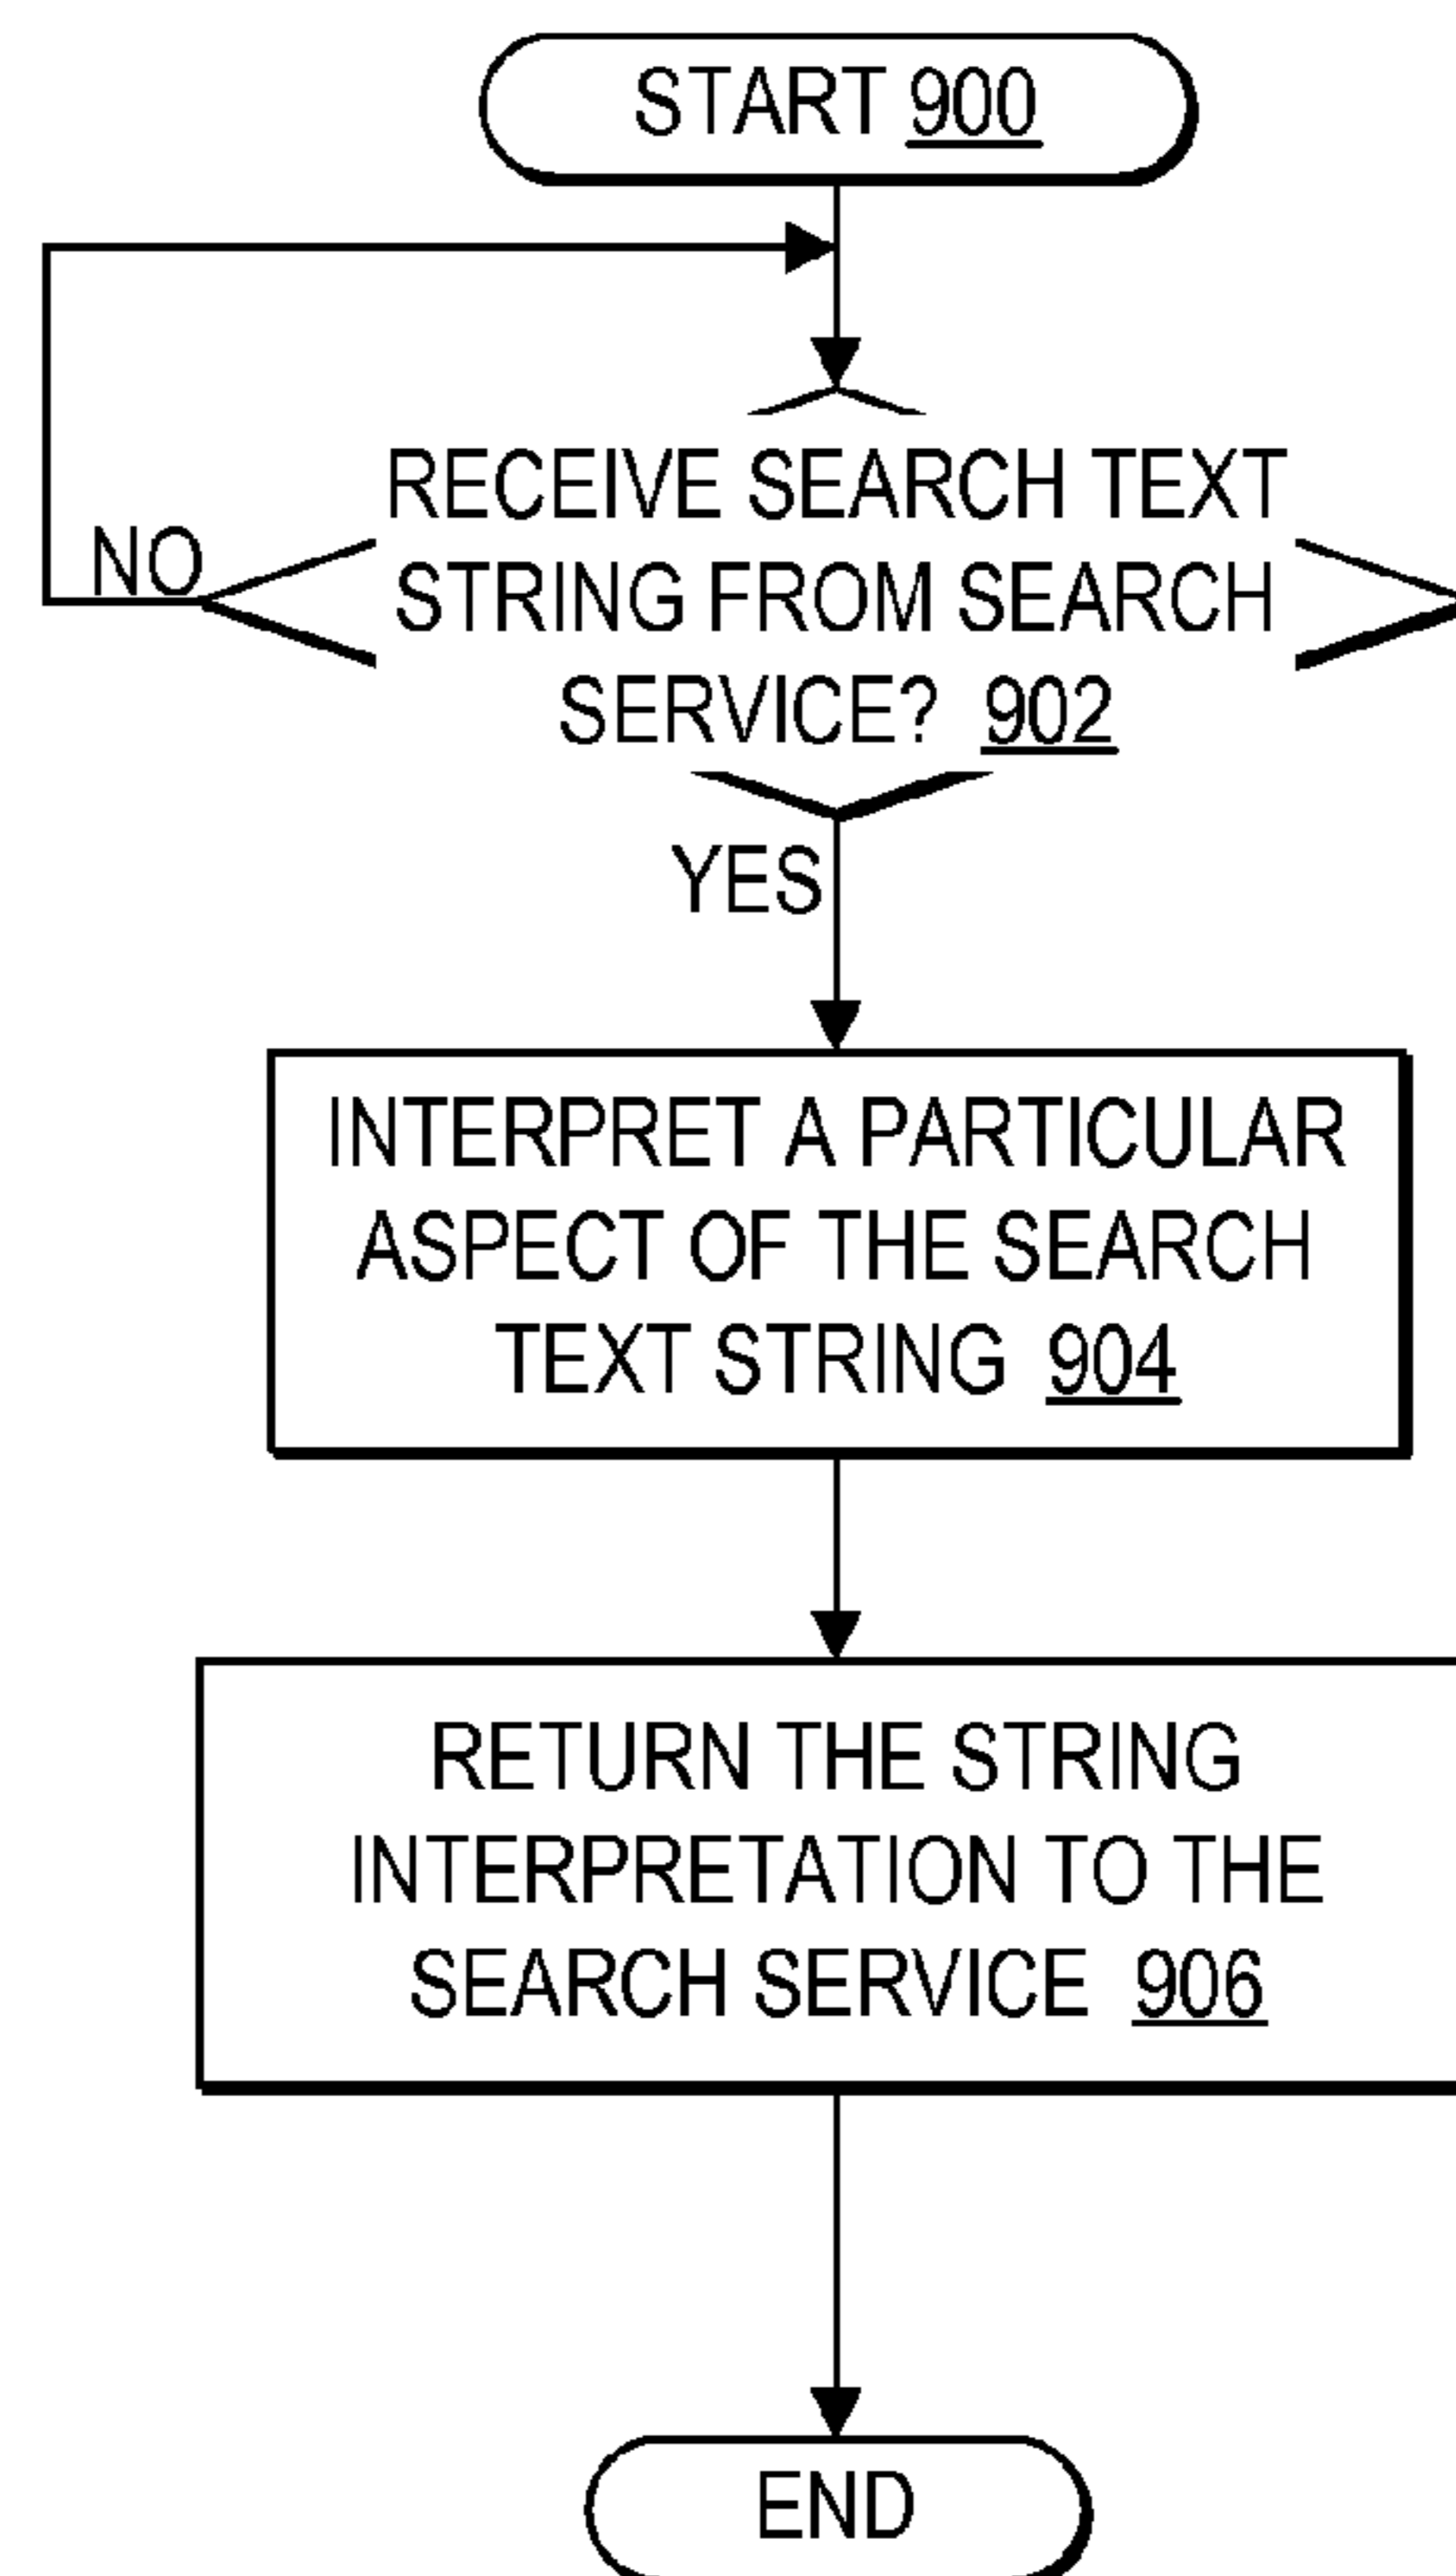 START 900
RECEIVE SEARCH TEXT
STRING FROM SEARCH
SERVICE? 902
NO
YES
INTERPRET A PARTICULAR
ASPECT OF THE SEARCH
TEXT STRING 904
RETURN THE STRING
INTERPRETATION TO THE
SEARCH SERVICE 906
END